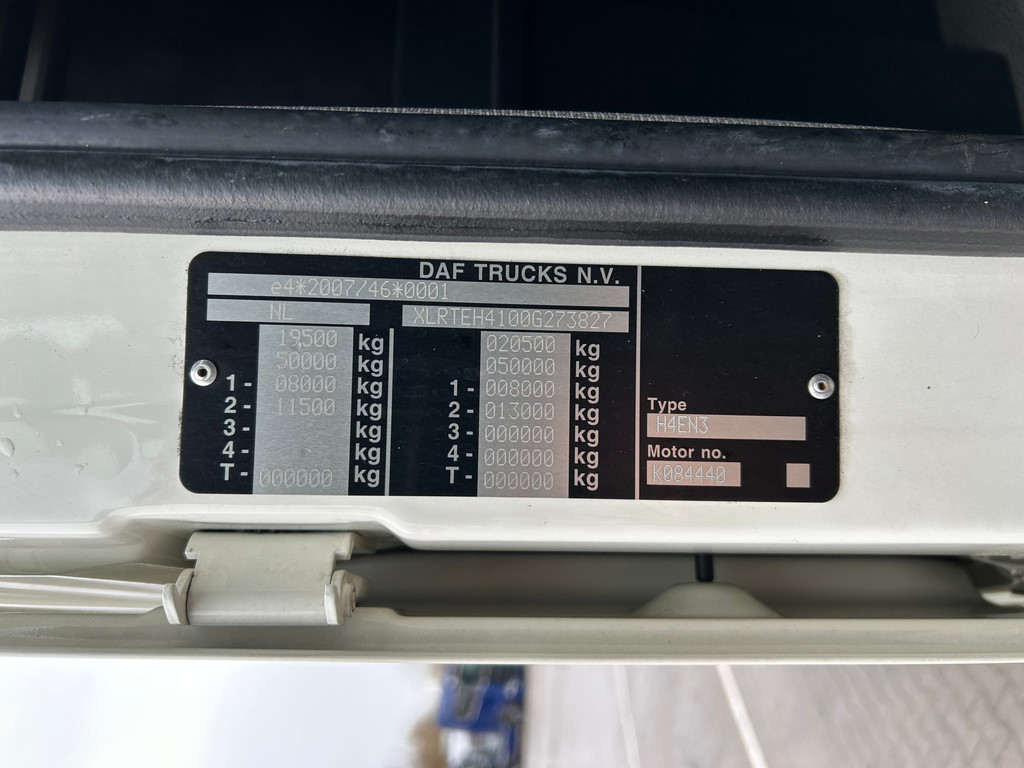 DAF TRUCKS N.V.
e4*2007/46*0001
NL XLRTEH4100G273827
19500 kg 020500 kg
50000 kg 050000 kg
1- 08000 kg 1- 008000 kg
2- 11500 kg 2- 013000 kg
3- kg 3- 000000 kg
4- kg 4- 000000 kg
T- 000000 kg T- 000000 kg
Type
H4EN3
Motor no.
K084440